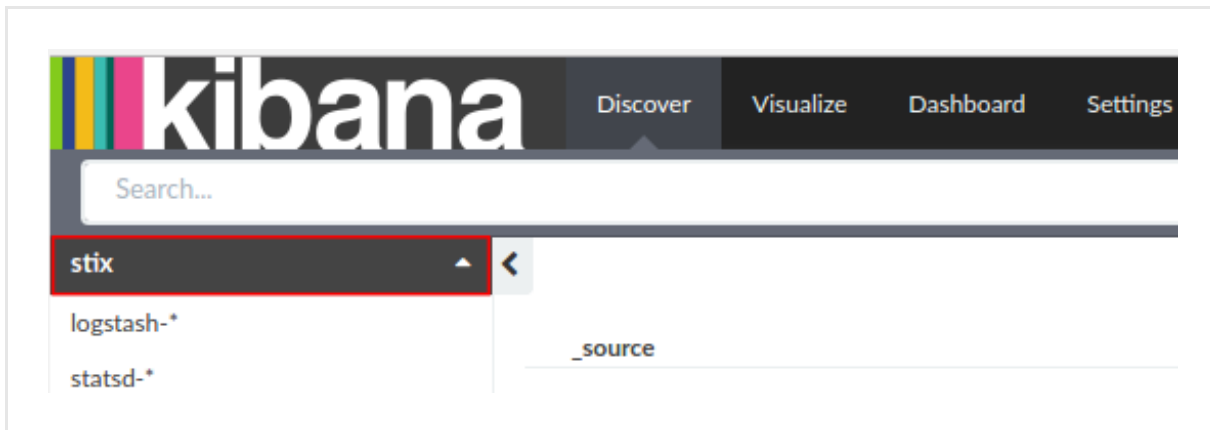 kibana Discover Visualize Dashboard Settings
Search...
stix
logstash-*
_source
statsd-*